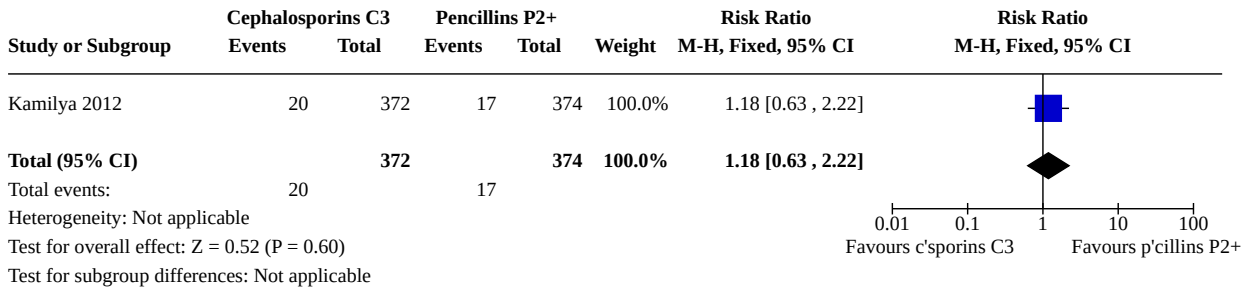 Cephalosporins C3 Pencillins P2+ Risk Ratio Risk Ratio
Study or Subgroup Events Total Events Total Weight M-H, Fixed, 95% CI M-H, Fixed, 95% CI
Kamilya 2012 20 372 17 374 100.0% 1.18 [0.63 , 2.22]
Total (95% CI) 372 374 100.0% 1.18 [0.63 , 2.22]
Total events: 20 17
Heterogeneity: Not applicable
0.01 0.1 1 10 100
Test for overall effect: Z = 0.52 (P = 0.60) Favours c'sporins C3 Favours p'cillins P2+
Test for subgroup differences: Not applicable